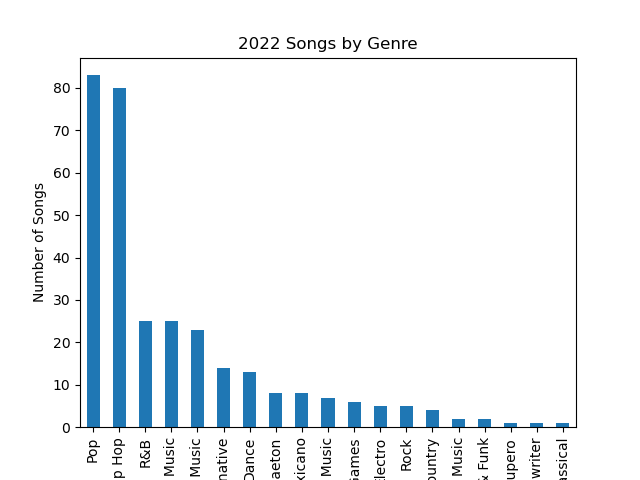 2022 Songs by Genre
Number of Songs
80
70
60
50
40
30
20
10
0
Pop
p Hop
R&B
Music
Music
native
Dance
aeton
xicano
Music
Games
lectro
Rock
ountry
Music
& Funk
upero
writer
assical